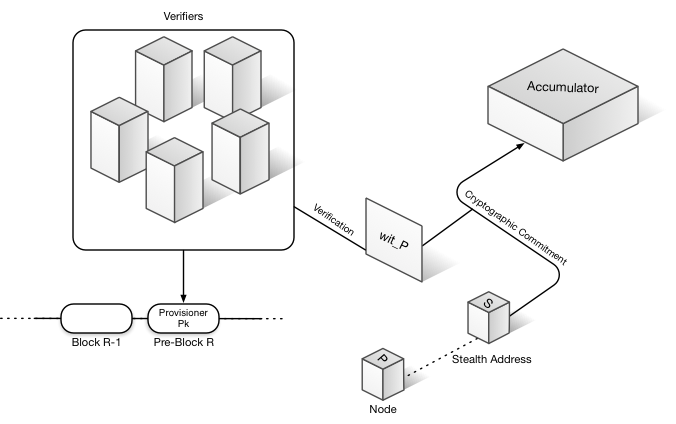 Verifiers
Accumulator
Verification
wit_P
Cryptographic Commitment
Provisioner
Pk
Block R-1
Pre-Block R
S
Stealth Address
P
Node